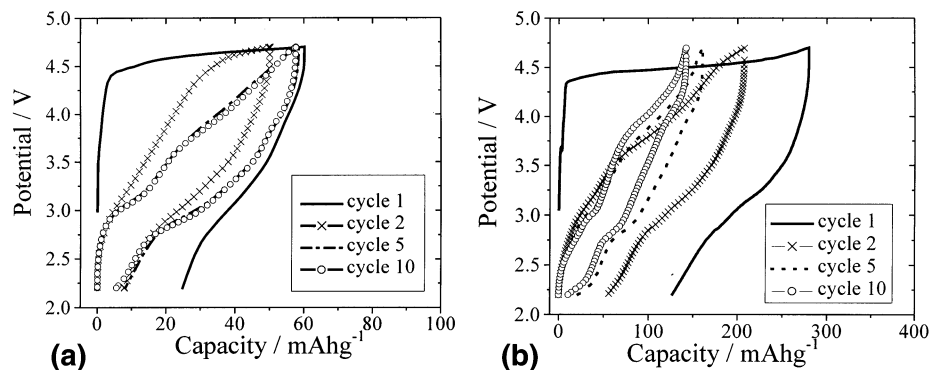 5.0
4.5
4.0
3.5
3.0
2.5
2.0
Potential / V
0
20
40
60
80
100
Capacity / mAhg⁻¹
cycle 1
cycle 2
cycle 5
cycle 10
(a)
5.0
4.5
4.0
3.5
3.0
2.5
2.0
Potential / V
0
100
200
300
400
Capacity / mAhg⁻¹
cycle 1
cycle 2
cycle 5
cycle 10
(b)